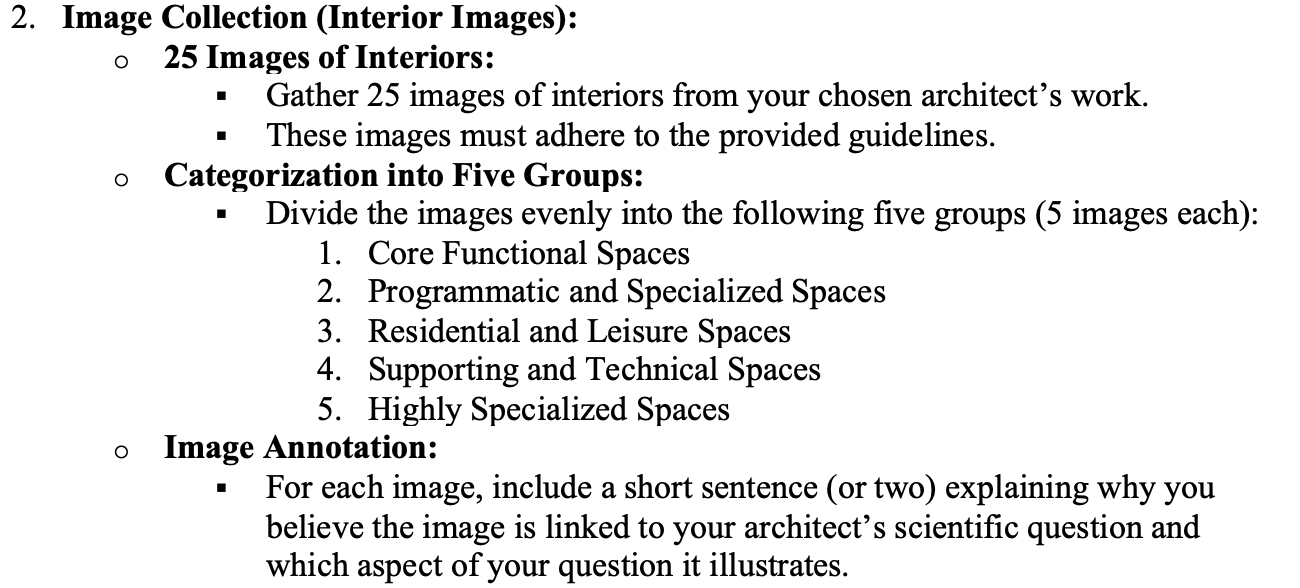 2. Image Collection (Interior Images):
○ 25 Images of Interiors:
▪ Gather 25 images of interiors from your chosen architect’s work.
▪ These images must adhere to the provided guidelines.
○ Categorization into Five Groups:
▪ Divide the images evenly into the following five groups (5 images each):
1. Core Functional Spaces
2. Programmatic and Specialized Spaces
3. Residential and Leisure Spaces
4. Supporting and Technical Spaces
5. Highly Specialized Spaces
○ Image Annotation:
▪ For each image, include a short sentence (or two) explaining why you
believe the image is linked to your architect’s scientific question and
which aspect of your question it illustrates.